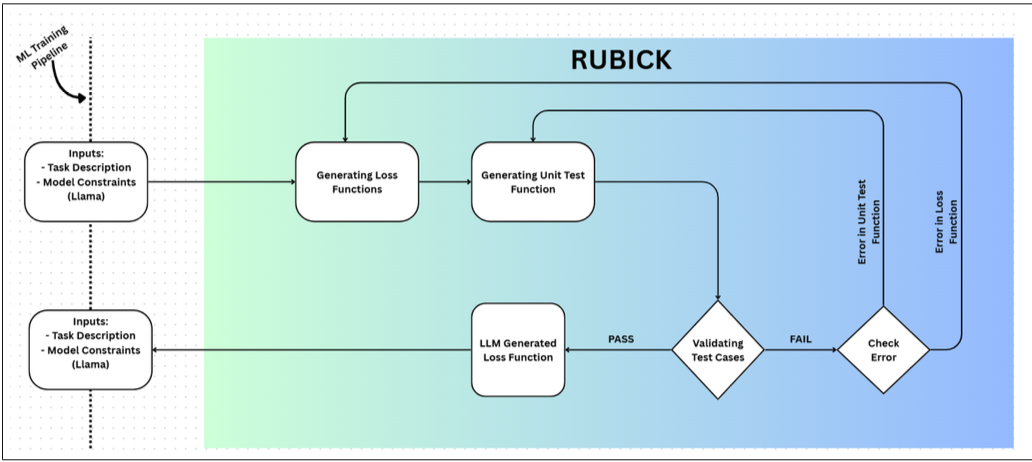 ML Training
Pipeline
RUBICK
Inputs:
- Task Description
- Model Constraints
(Llama)
Generating Loss
Functions
Generating Unit Test
Function
Error in Unit Test
Function
Error in Loss
Function
Inputs:
- Task Description
- Model Constraints
(Llama)
LLM Generated
Loss Function
PASS
Validating
Test Cases
FAIL
Check
Error